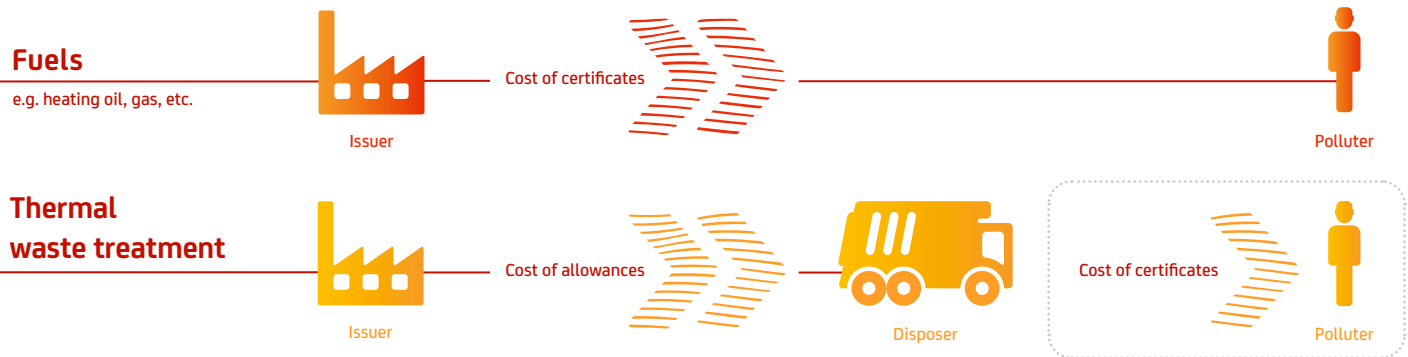 Fuels
e.g. heating oil, gas, etc.
Cost of certificates
Issuer
Polluter
Thermal
waste treatment
Cost of allowances
Cost of certificates
Issuer
Disposer
Polluter